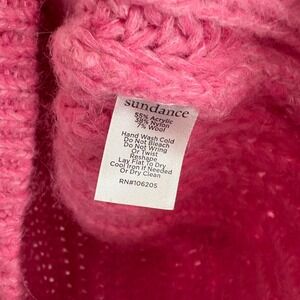 sundance
55% Acrylic
38% Nylon
7% Wool
Hand Wash Cold
Do Not Bleach
Do Not Wring
Or Twist
Reshape
Lay Flat To Dry
Cool Iron If Needed
Or Dry Clean
RN#106205